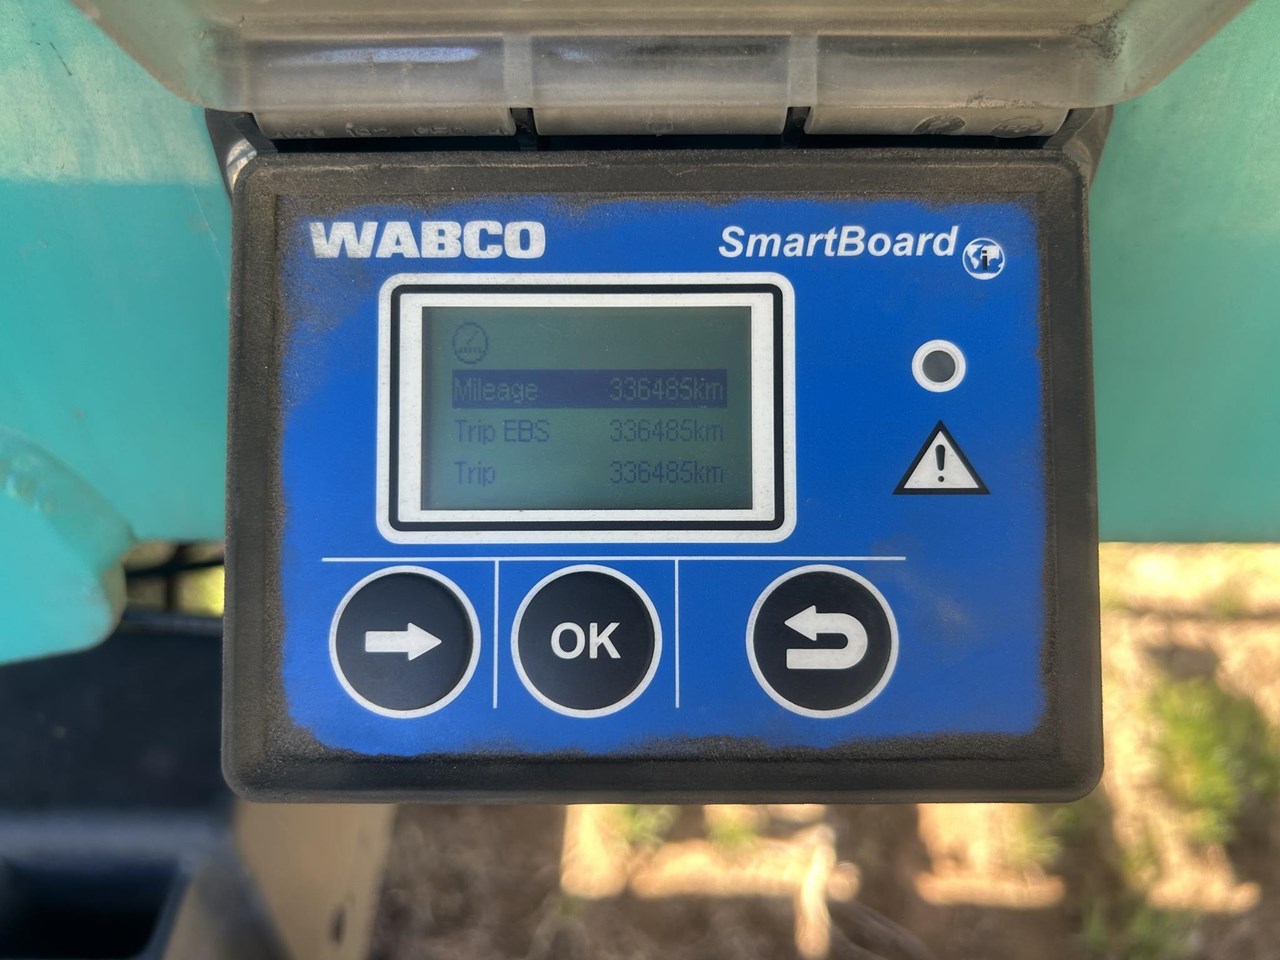 WABCO
SmartBoard
i
Mileage 336485km
Trip EBS 336485km
Trip 336485km
OK